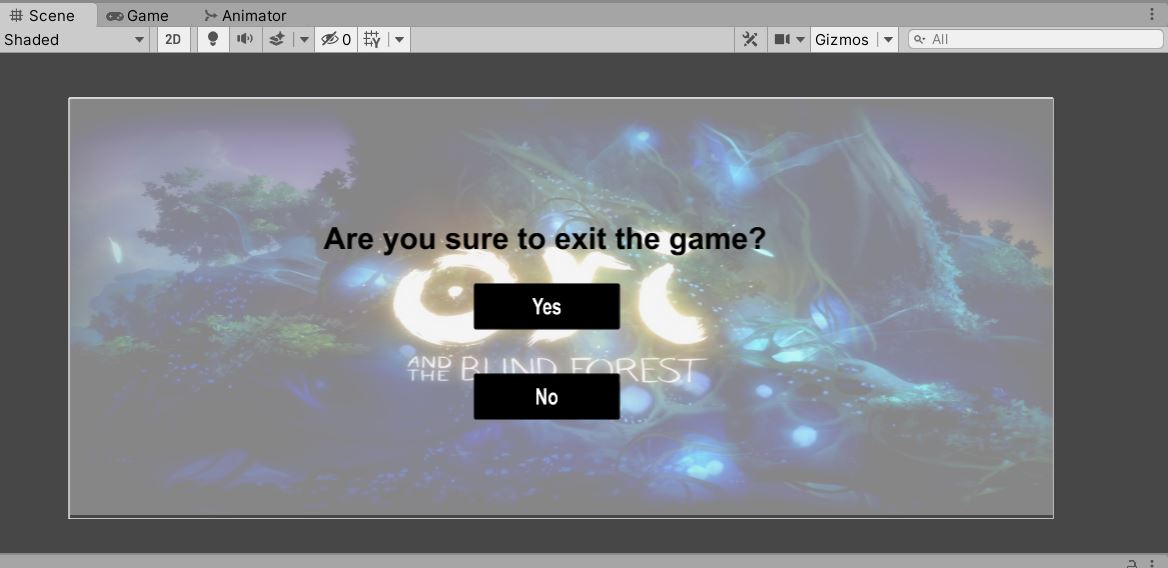 Scene Game Animator
Shaded 2D 0 Gizmos All
Are you sure to exit the game?
ORI
Yes
AND THE BLIND FOREST
No